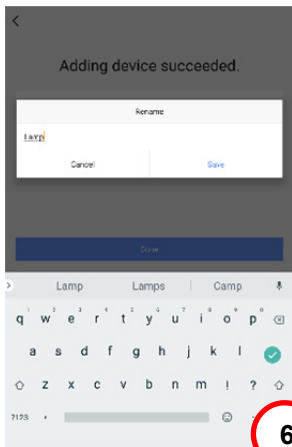 Adding device succeeded.
Rename
Lamp
Cancel Save
Done
Lamp Lamps Camp
q w e r t y u i o p
a s d f g h j k l
z x c v b n m ! ?
?123 ,
6